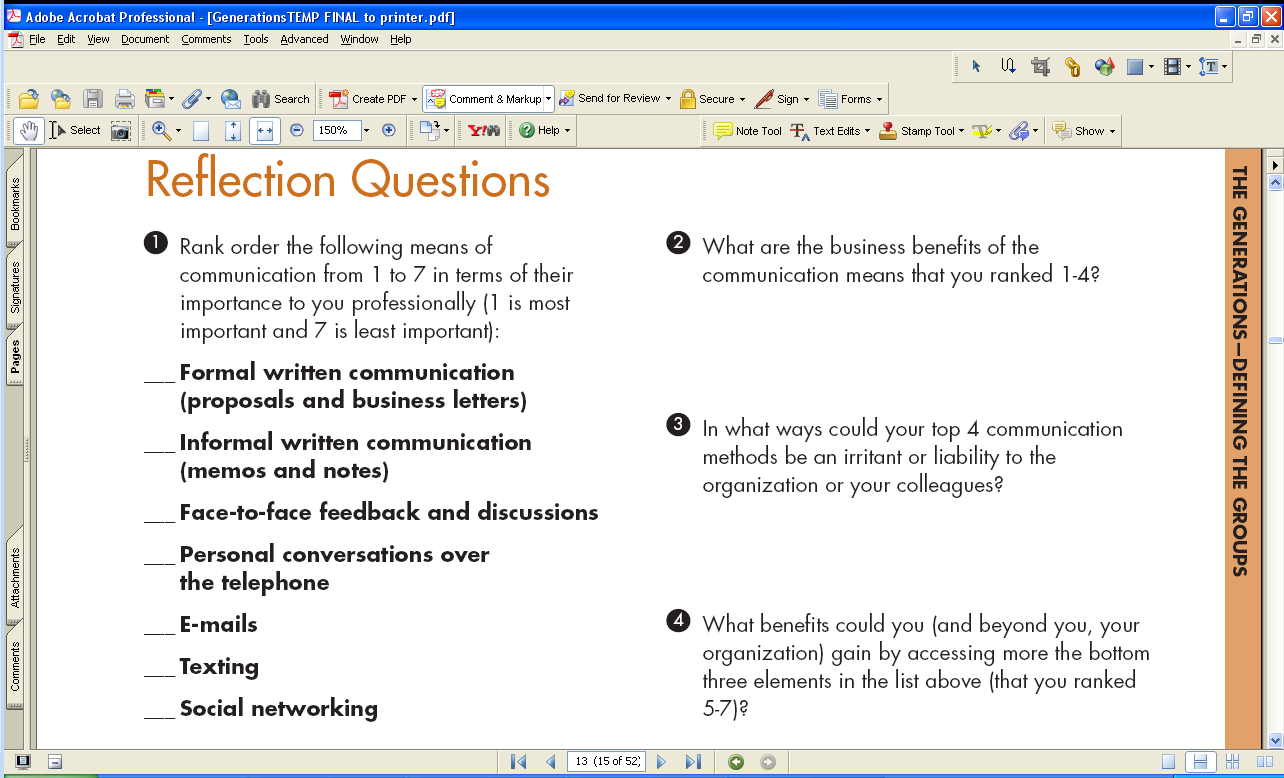 Adobe Acrobat Professional - [GenerationsTEMP FINAL to printer.pdf]
File Edit View Document Comments Tools Advanced Window Help
Search Create PDF Comment & Markup Send for Review Secure Sign Forms
Select 150% Y! Help Note Tool Text Edits Stamp Tool Show
Bookmarks
Signatures
Pages
Attachments
Comments
Reflection Questions
1 Rank order the following means of
communication from 1 to 7 in terms of their
importance to you professionally (1 is most
important and 7 is least important):
___ Formal written communication
(proposals and business letters)
___ Informal written communication
(memos and notes)
___ Face-to-face feedback and discussions
___ Personal conversations over
the telephone
___ E-mails
___ Texting
___ Social networking
2 What are the business benefits of the
communication means that you ranked 1-4?
3 In what ways could your top 4 communication
methods be an irritant or liability to the
organization or your colleagues?
4 What benefits could you (and beyond you, your
organization) gain by accessing more the bottom
three elements in the list above (that you ranked
5-7)?
THE GENERATIONS—DEFINING THE GROUPS
13 (15 of 52)